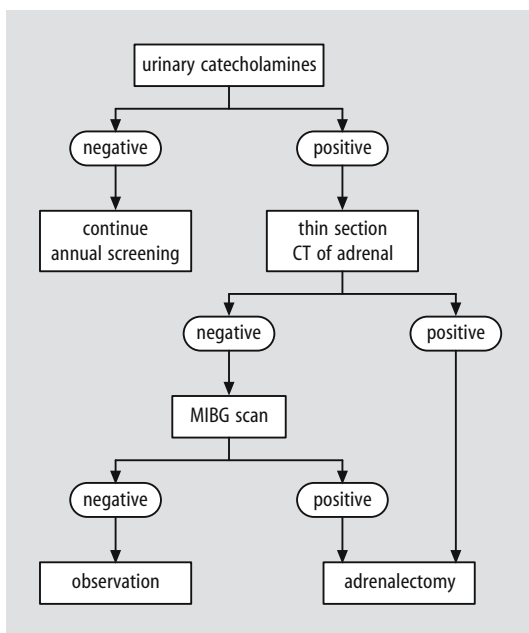 urinary catecholamines
negative
positive
continue
annual screening
thin section
CT of adrenal
negative
positive
MIBG scan
negative
positive
observation
adrenalectomy